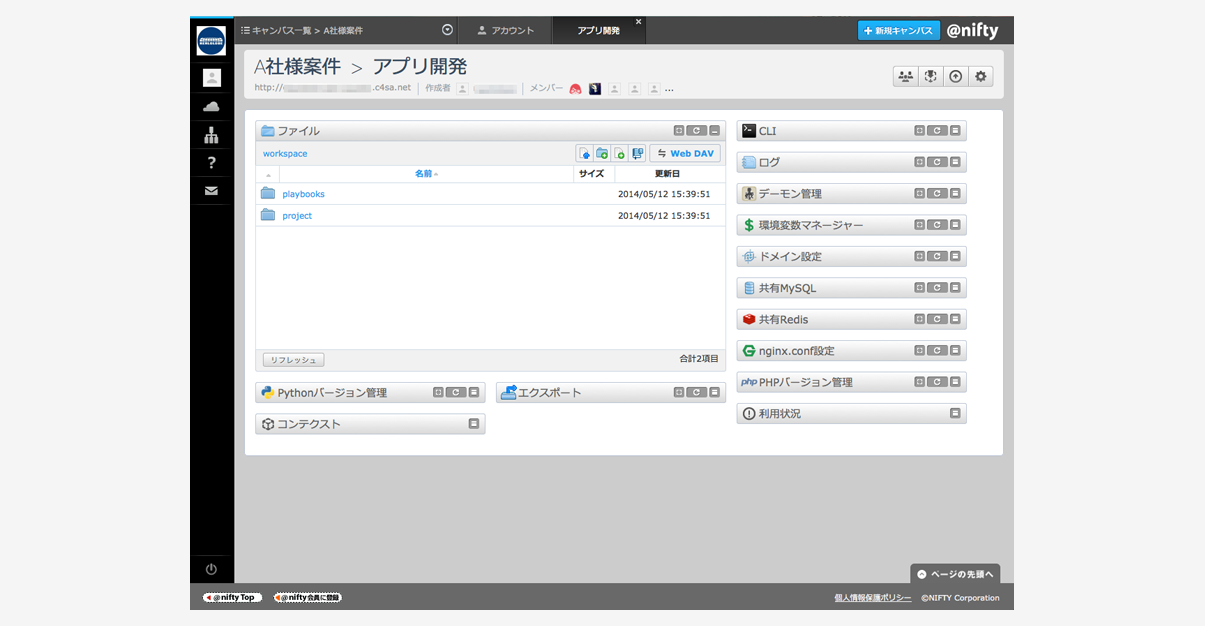 キャンバス一覧 > A社様案件
アカウント
アプリ開発
新規キャンバス
@nifty
A社様案件 > アプリ開発
http:// .c4sa.net
作成者
メンバー
...
ファイル
workspace
Web DAV
名前
サイズ
更新日
playbooks
2014/05/12 15:39:51
project
2014/05/12 15:39:51
リフレッシュ
合計2項目
Pythonバージョン管理
エクスポート
コンテクスト
CLI
ログ
デーモン管理
環境変数マネージャー
ドメイン設定
共有MySQL
共有Redis
nginx.conf設定
php PHPバージョン管理
利用状況
ページの先頭へ
@nifty Top
@nifty会員に登録
個人情報保護ポリシー
©NIFTY Corporation